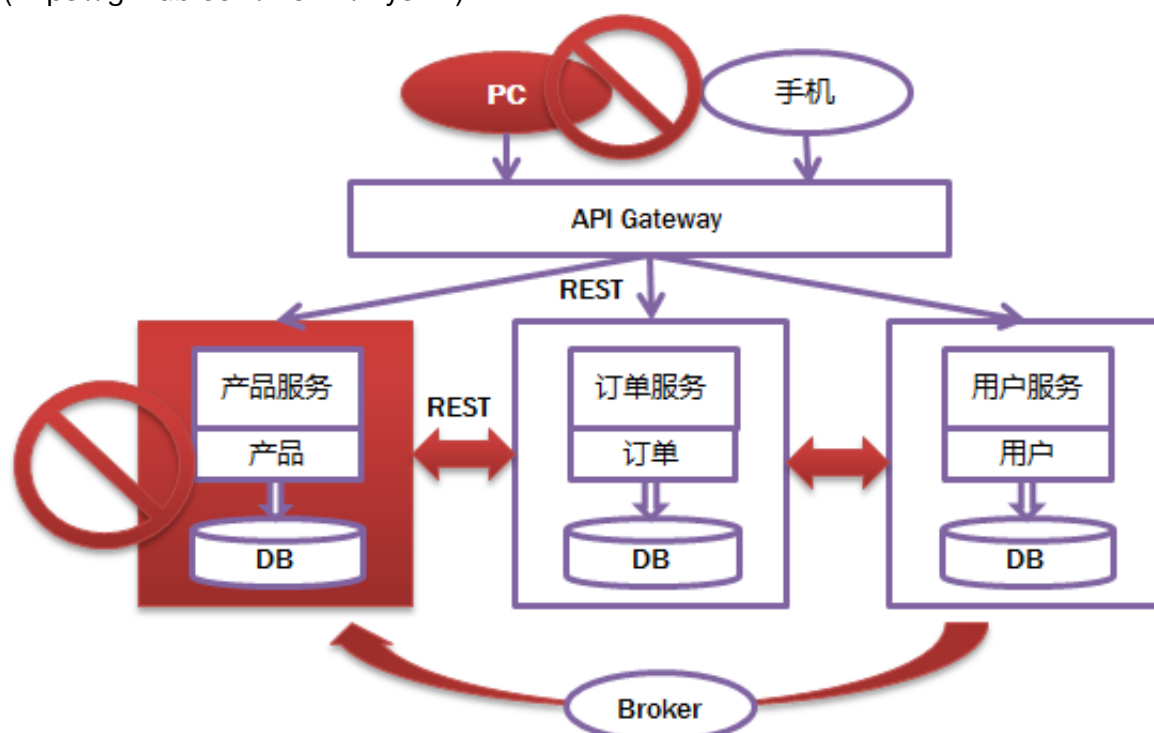 PC
手机
API Gateway
REST
产品服务
REST
订单服务
用户服务
产品
订单
用户
DB
DB
DB
Broker